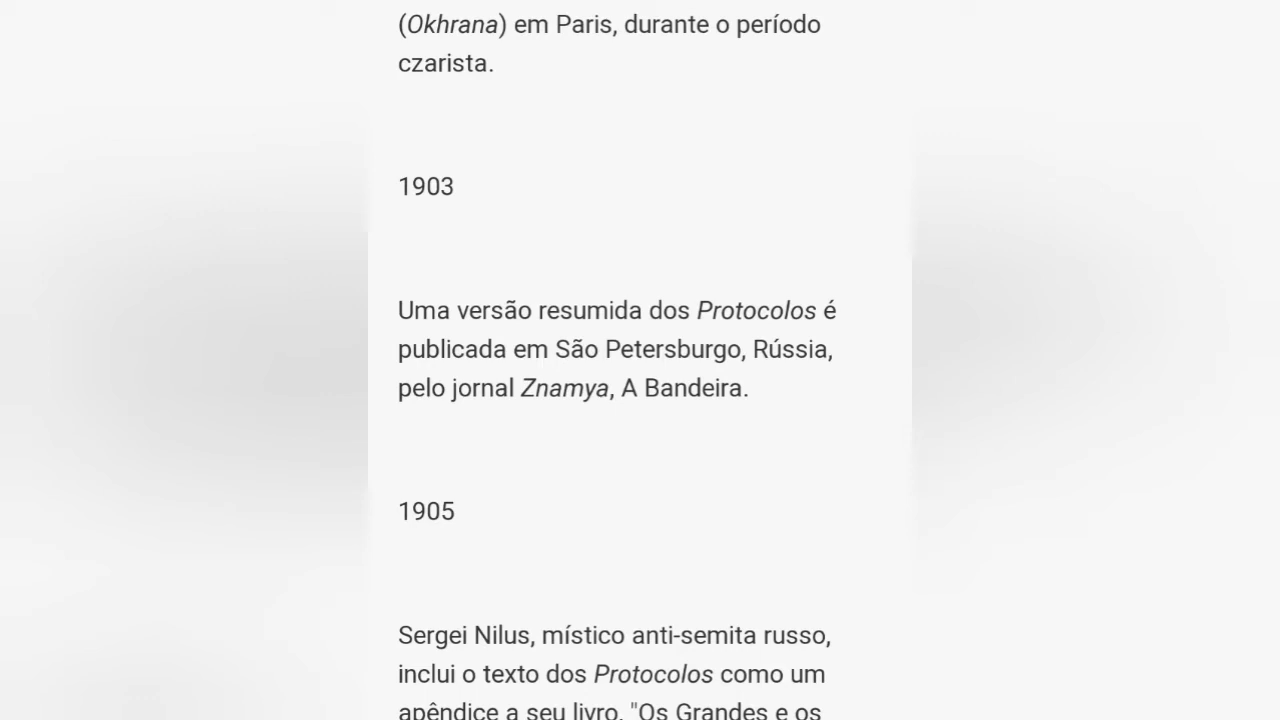 (Okhrana) em Paris, durante o período
czarista.
1903
Uma versão resumida dos Protocolos é
publicada em São Petersburgo, Rússia,
pelo jornal Znamya, A Bandeira.
1905
Sergei Nilus, místico anti-semita russo,
inclui o texto dos Protocolos como um
apêndice a seu livro, "Os Grandes e os